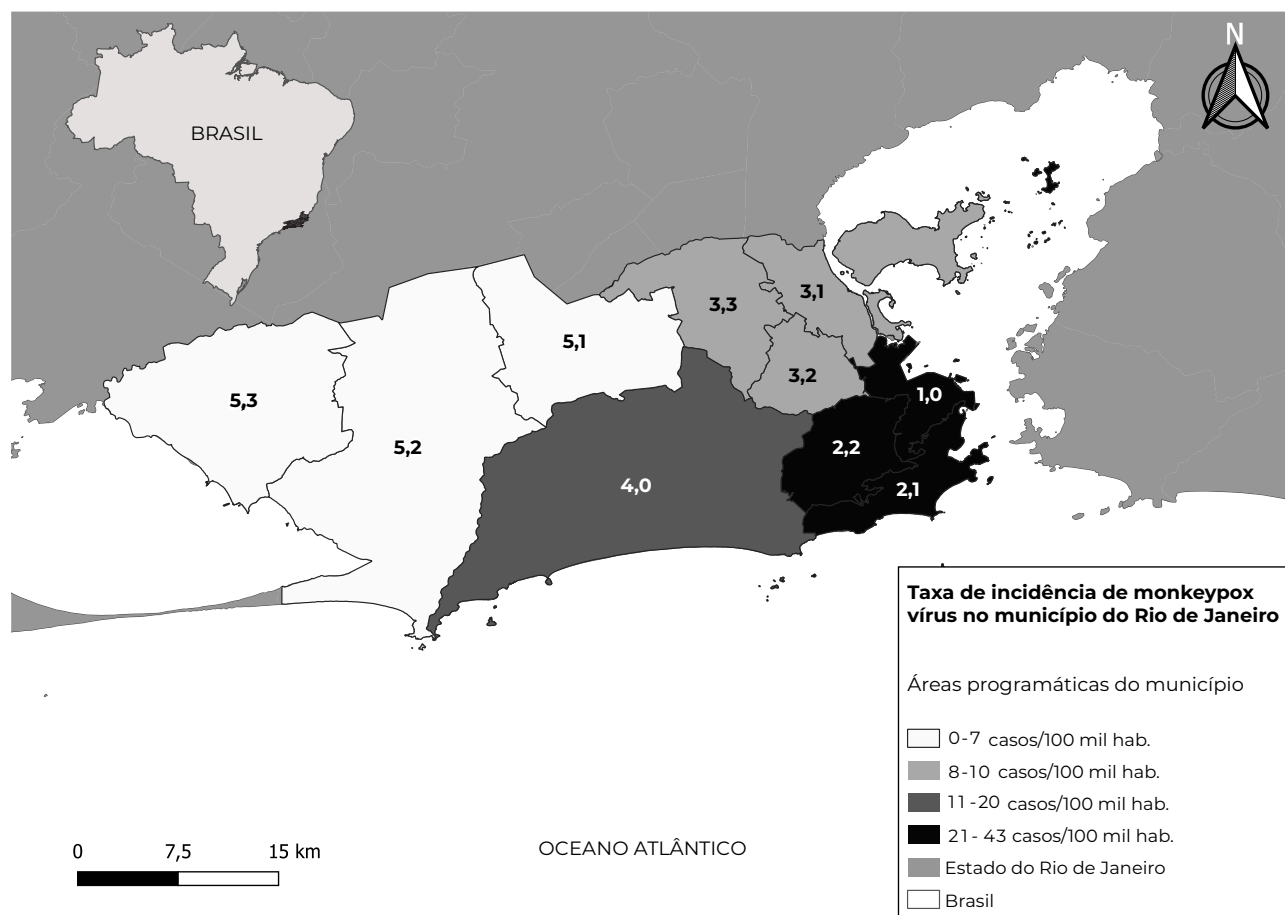 N
BRASIL
3,1
3,3
5,1
3,2
5,3
1,0
5,2
2,2
4,0
2,1
Taxa de incidência de monkeypox
vírus no município do Rio de Janeiro
Áreas programáticas do município
0-7 casos/100 mil hab.
8-10 casos/100 mil hab.
11-20 casos/100 mil hab.
21- 43 casos/100 mil hab.
Estado do Rio de Janeiro
Brasil
0 7,5 15 km
OCEANO ATLÂNTICO